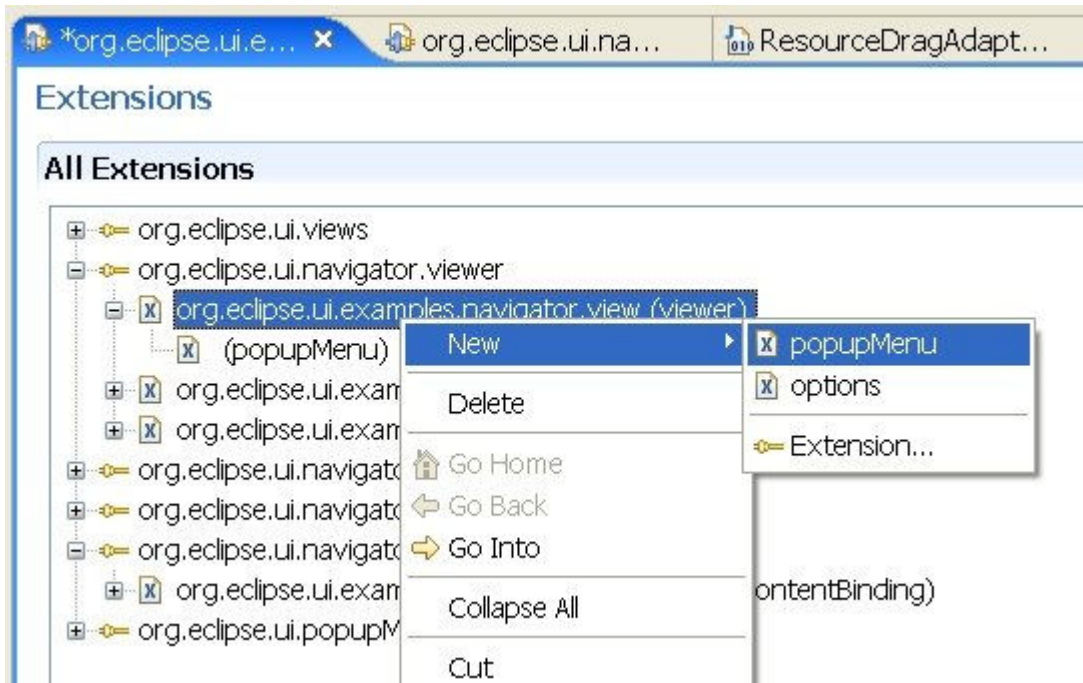 *org.eclipse.ui.e... org.eclipse.ui.na... ResourceDragAdapt...
Extensions
All Extensions
org.eclipse.ui.views
org.eclipse.ui.navigator.viewer
org.eclipse.ui.examples.navigator.view (viewer)
(popupMenu)
org.eclipse.ui.exam
org.eclipse.ui.exam
org.eclipse.ui.navigato
org.eclipse.ui.navigato
org.eclipse.ui.navigato
org.eclipse.ui.exam ontentBinding)
org.eclipse.ui.popupM
New
Delete
Go Home
Go Back
Go Into
Collapse All
Cut
popupMenu
options
Extension...